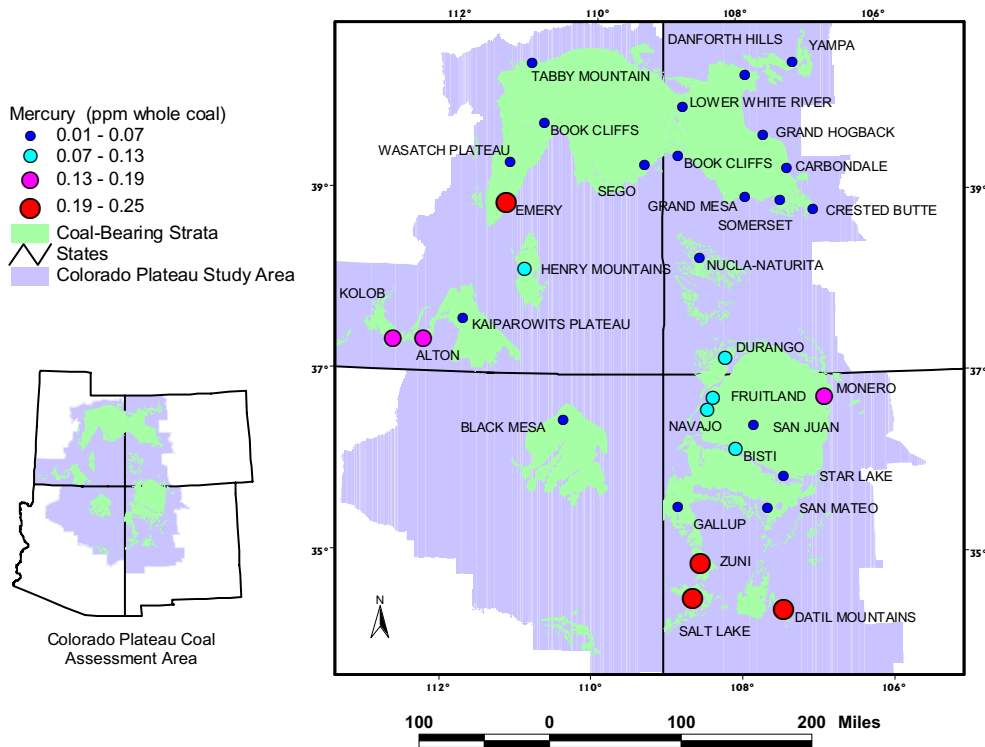 112° 110° 108° 106°
DANFORTH HILLS
YAMPA
TABBY MOUNTAIN
Mercury (ppm whole coal)
0.01 - 0.07
0.07 - 0.13
0.13 - 0.19
0.19 - 0.25
Coal-Bearing Strata
States
Colorado Plateau Study Area
LOWER WHITE RIVER
BOOK CLIFFS
GRAND HOGBACK
WASATCH PLATEAU
BOOK CLIFFS
CARBONDALE
SEGO
39° 39°
GRAND MESA
EMERY
CRESTED BUTTE
SOMERSET
HENRY MOUNTAINS
NUCLA-NATURITA
KOLOB
KAIPAROWITS PLATEAU
DURANGO
ALTON
37° 37°
MONERO
FRUITLAND
BLACK MESA
NAVAJO
SAN JUAN
BISTI
STAR LAKE
SAN MATEO
GALLUP
35° 35°
ZUNI
N
DATIL MOUNTAINS
SALT LAKE
Colorado Plateau Coal
Assessment Area
112° 110° 108° 106°
100 0 100 200 Miles